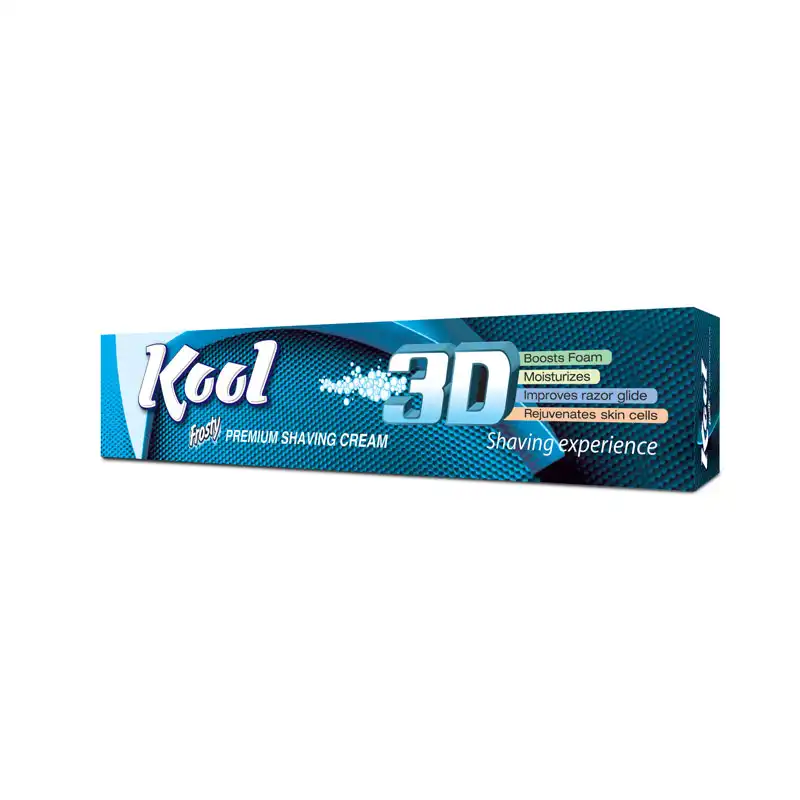 Kool
Frosty PREMIUM SHAVING CREAM
3D
Boosts Foam
Moisturizes
Improves razor glide
Rejuvenates skin cells
Shaving experience
Kool